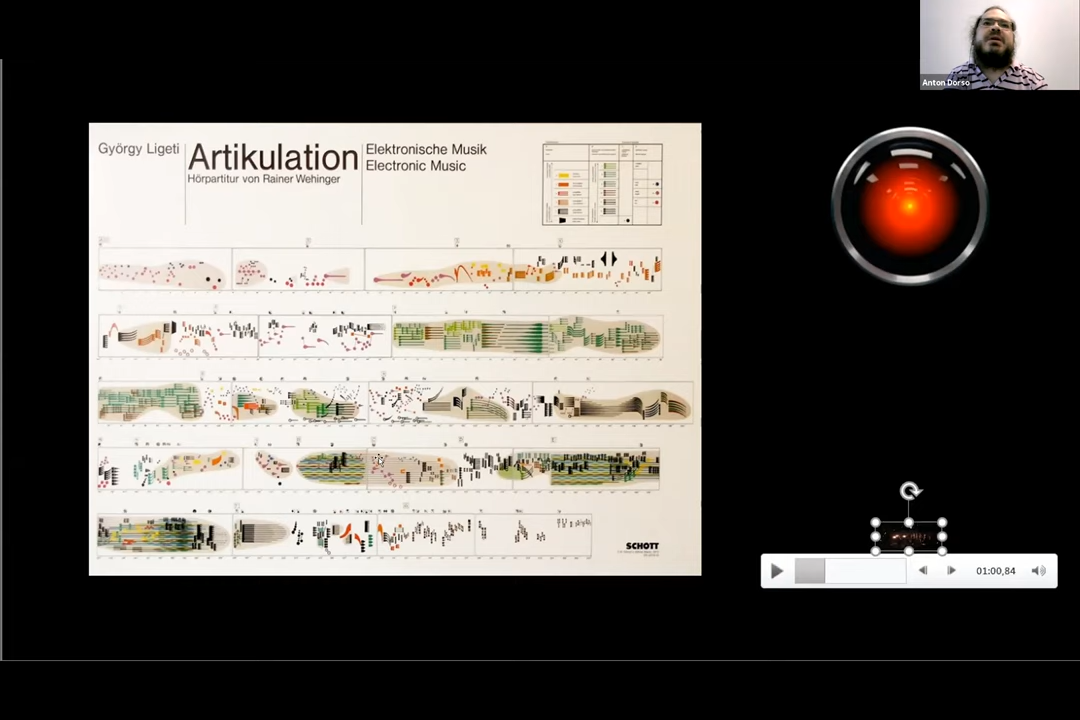 Anton Dorso
György Ligeti
Artikulation
Hörpartitur von Rainer Wehinger
Elektronische Musik
Electronic Music
SCHOTT
01:00,84